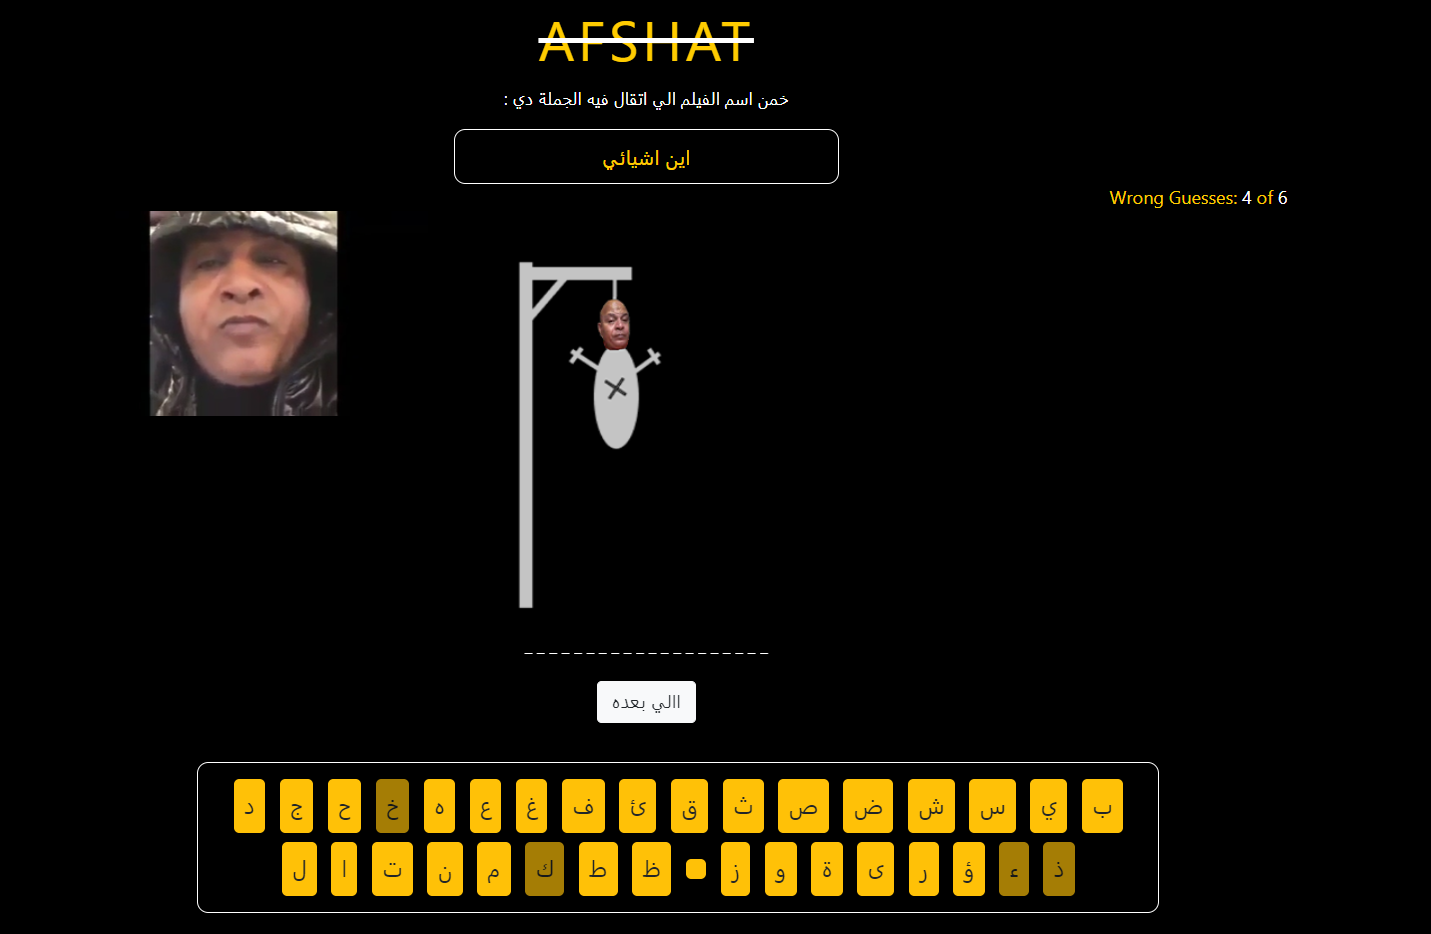 AFSHAT
خمن اسم الفيلم الي اتقال فيه الجملة دي :
اين اشيائي
Wrong Guesses: 4 of 6
_ _ _ _ _ _ _ _ _ _ _ _ _ _ _ _ _ _ _ _
االي بعده
ب ي س ش ض ص ث ق ئ ف غ ع ه خ ح ج د
ذ ء ؤ ر ى ة و ز ظ ط ك م ن ت ا ل